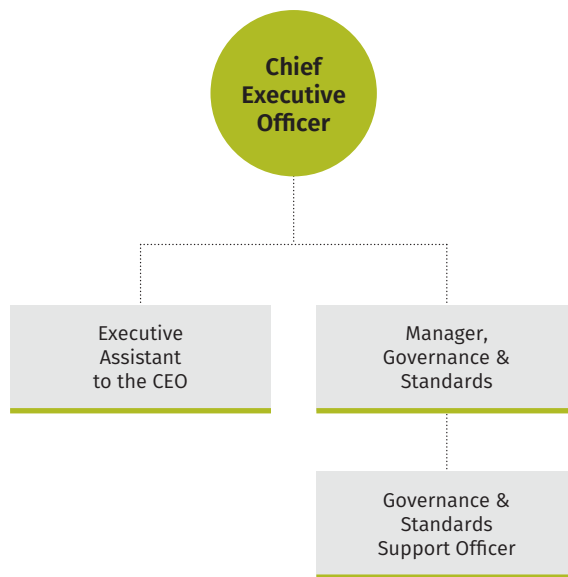 Chief
Executive
Officer
Executive
Assistant
to the CEO
Manager,
Governance &
Standards
Governance &
Standards
Support Officer